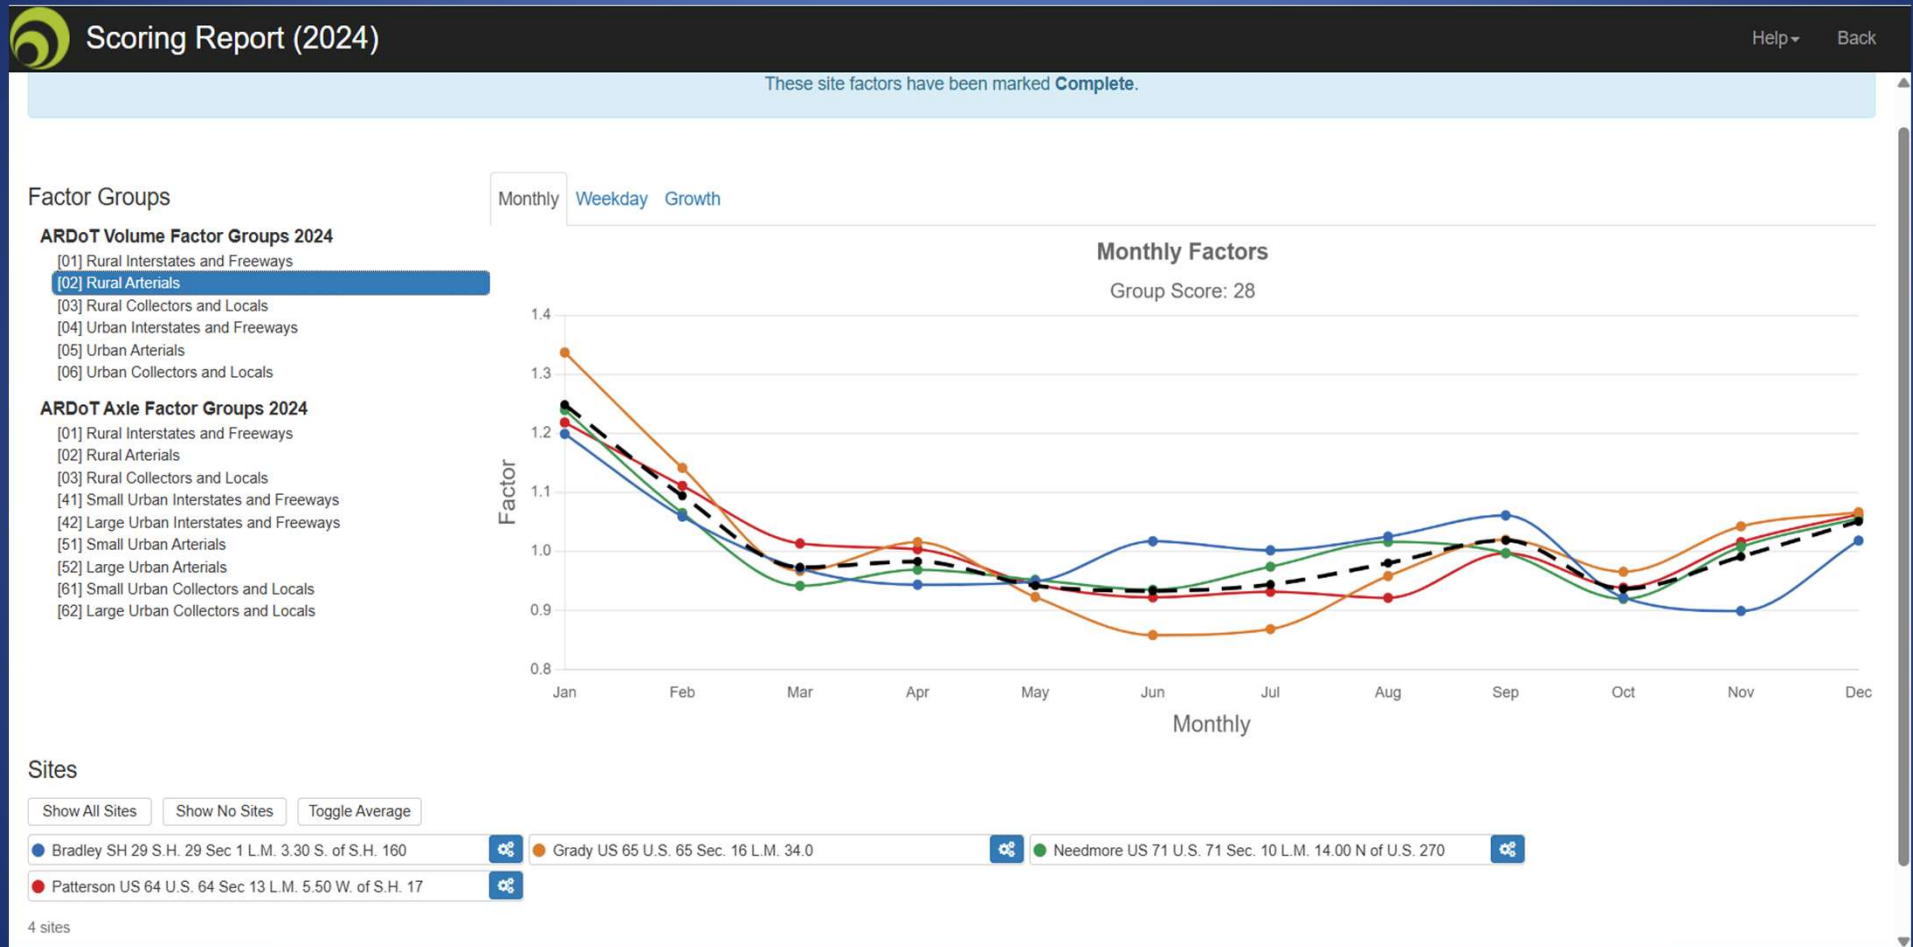 Scoring Report (2024)
Help
Back
These site factors have been marked Complete.
Factor Groups
ARDoT Volume Factor Groups 2024
[01] Rural Interstates and Freeways
[02] Rural Arterials
[03] Rural Collectors and Locals
[04] Urban Interstates and Freeways
[05] Urban Arterials
[06] Urban Collectors and Locals
ARDoT Axle Factor Groups 2024
[01] Rural Interstates and Freeways
[02] Rural Arterials
[03] Rural Collectors and Locals
[41] Small Urban Interstates and Freeways
[42] Large Urban Interstates and Freeways
[51] Small Urban Arterials
[52] Large Urban Arterials
[61] Small Urban Collectors and Locals
[62] Large Urban Collectors and Locals
Monthly Weekday Growth
Monthly Factors
Group Score: 28
Factor
1.4
1.3
1.2
1.1
1.0
0.9
0.8
Jan Feb Mar Apr May Jun Jul Aug Sep Oct Nov Dec
Monthly
Sites
Show All Sites Show No Sites Toggle Average
Bradley SH 29 S.H. 29 Sec 1 L.M. 3.30 S. of S.H. 160
Grady US 65 U.S. 65 Sec. 16 L.M. 34.0
Needmore US 71 U.S. 71 Sec. 10 L.M. 14.00 N of U.S. 270
Patterson US 64 U.S. 64 Sec 13 L.M. 5.50 W. of S.H. 17
4 sites